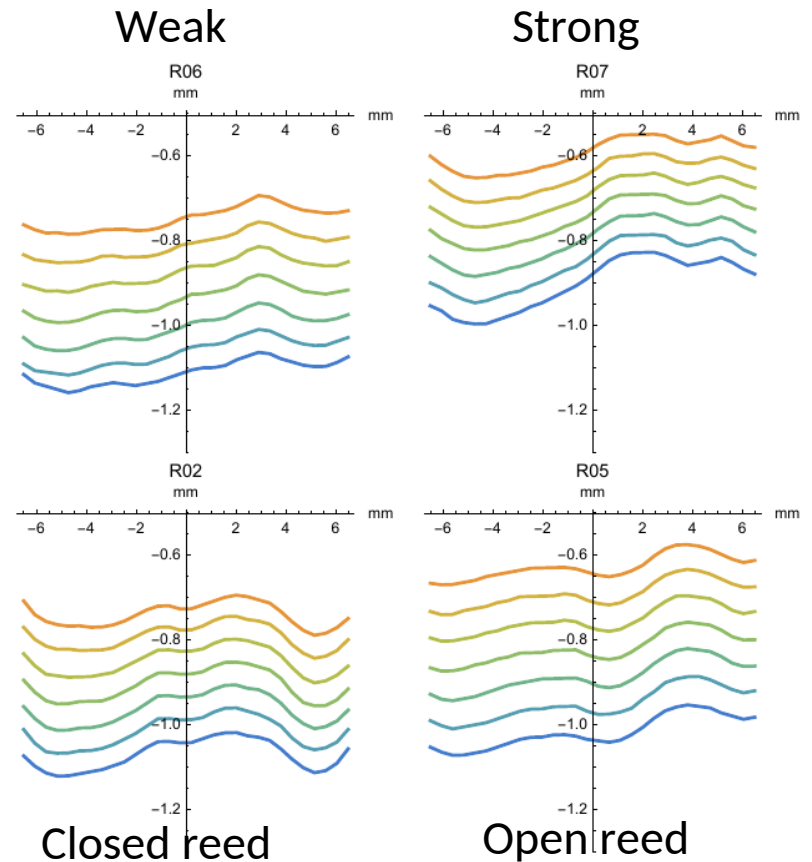 Weak Strong
R06 R07
mm mm
mm mm
−6 −4 −2 2 4 6 −6 −4 −2 2 4 6
−0.6 −0.6
−0.8 −0.8
−1.0 −1.0
−1.2 −1.2
R02 R05
mm mm
mm mm
−6 −4 −2 2 4 6 −6 −4 −2 2 4 6
−0.6 −0.6
−0.8 −0.8
−1.0 −1.0
−1.2 −1.2
Closed reed Open reed